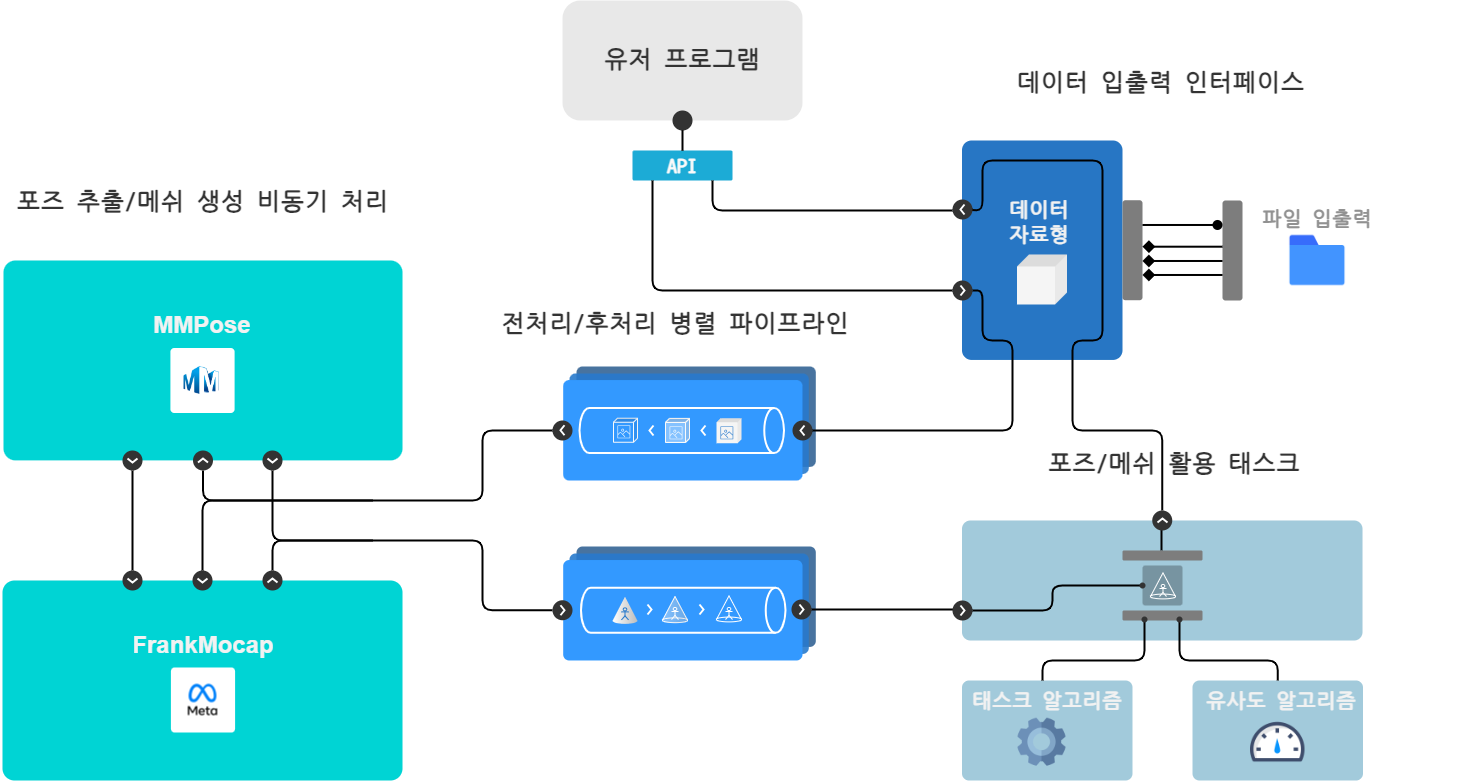 유저 프로그램
데이터 입출력 인터페이스
API
포즈 추출/메쉬 생성 비동기 처리
데이터
자료형
파일 입출력
MMPose
MM
전처리/후처리 병렬 파이프라인
포즈/메쉬 활용 태스크
FrankMocap
Meta
태스크 알고리즘
유사도 알고리즘